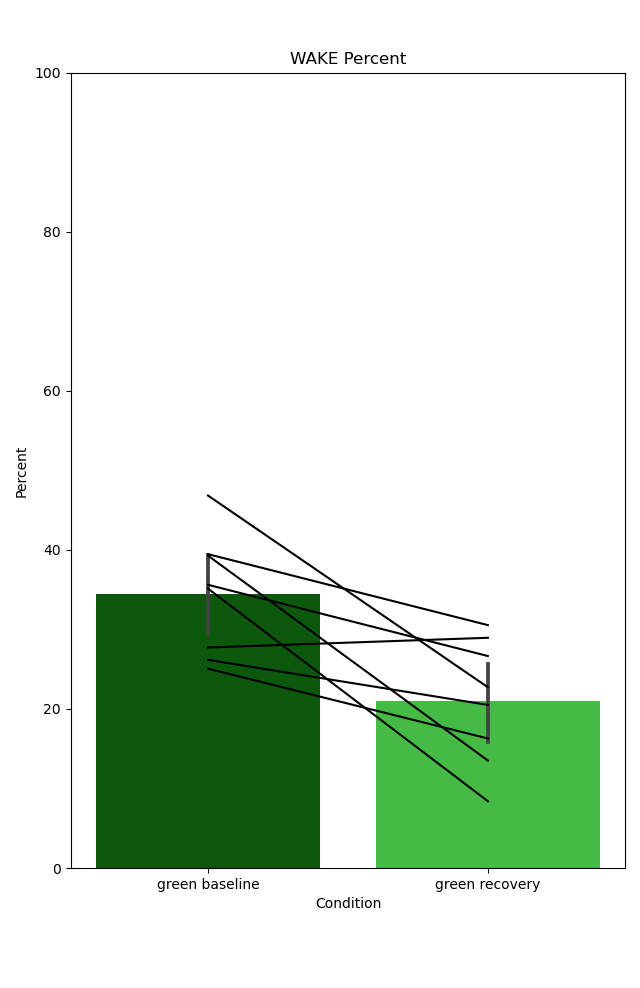 WAKE Percent
100
80
60
40
20
0
Percent
green baseline
green recovery
Condition